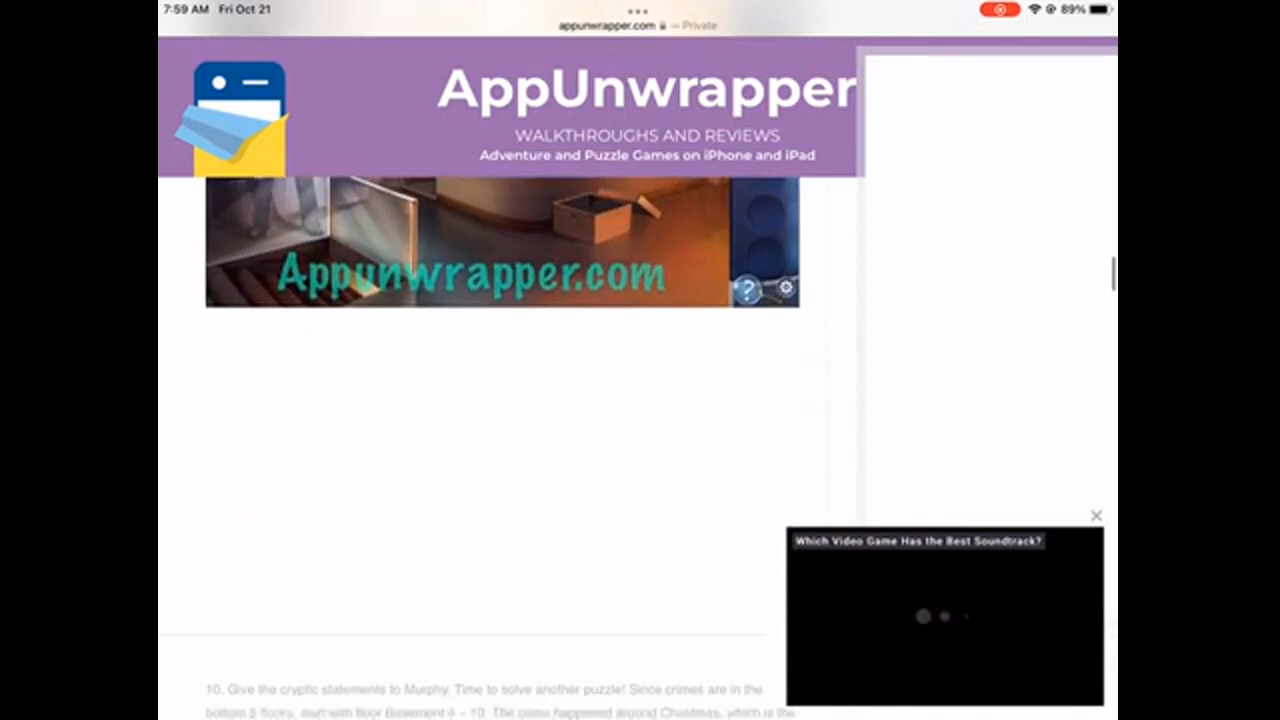 7:59 AM Fri Oct 21
89%
appunwrapper.com — Private
AppUnwrapper
WALKTHROUGHS AND REVIEWS
Adventure and Puzzle Games on iPhone and iPad
Appunwrapper.com
?
Which Video Game Has the Best Soundtrack?
10. Give the cryptic statements to Murphy. Time to solve another puzzle! Since crimes are in the
bottom 5 floors, start with floor Basement 6 – 10. The crime happened around Christmas, which is the